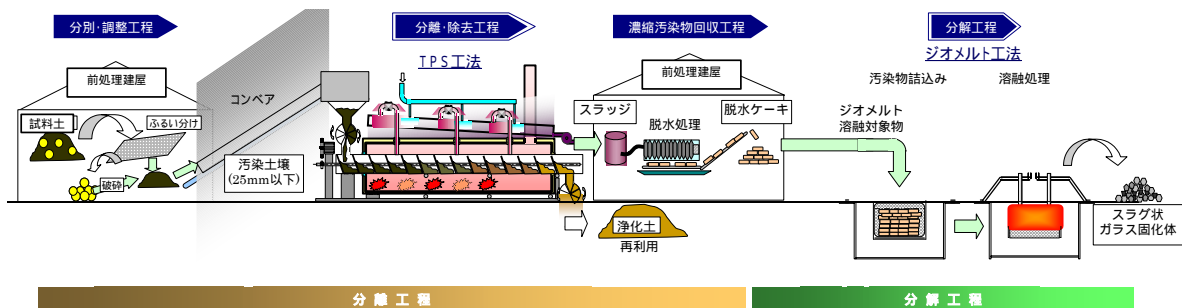 分別・調整工程
分離・除去工程
濃縮汚染物回収工程
分解工程
TPS工法
ジオメルト工法
前処理建屋
コンベア
試料土
ふるい分け
破砕
汚染土壌
(25mm以下)
前処理建屋
スラッジ
脱水処理
脱水ケーキ
浄化土
再利用
汚染物詰込み
溶融処理
ジオメルト
溶融対象物
スラグ状
ガラス固化体
分離工程
分解工程